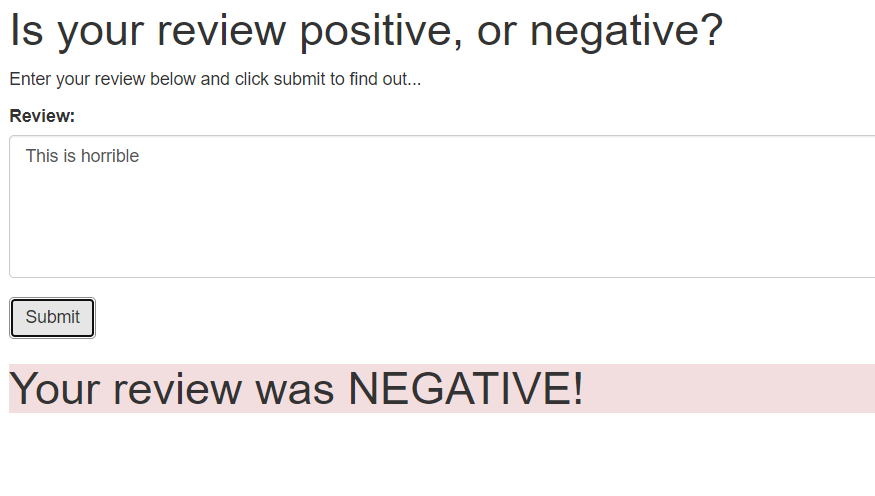 Is your review positive, or negative?
Enter your review below and click submit to find out...
Review:
This is horrible
Submit
Your review was NEGATIVE!